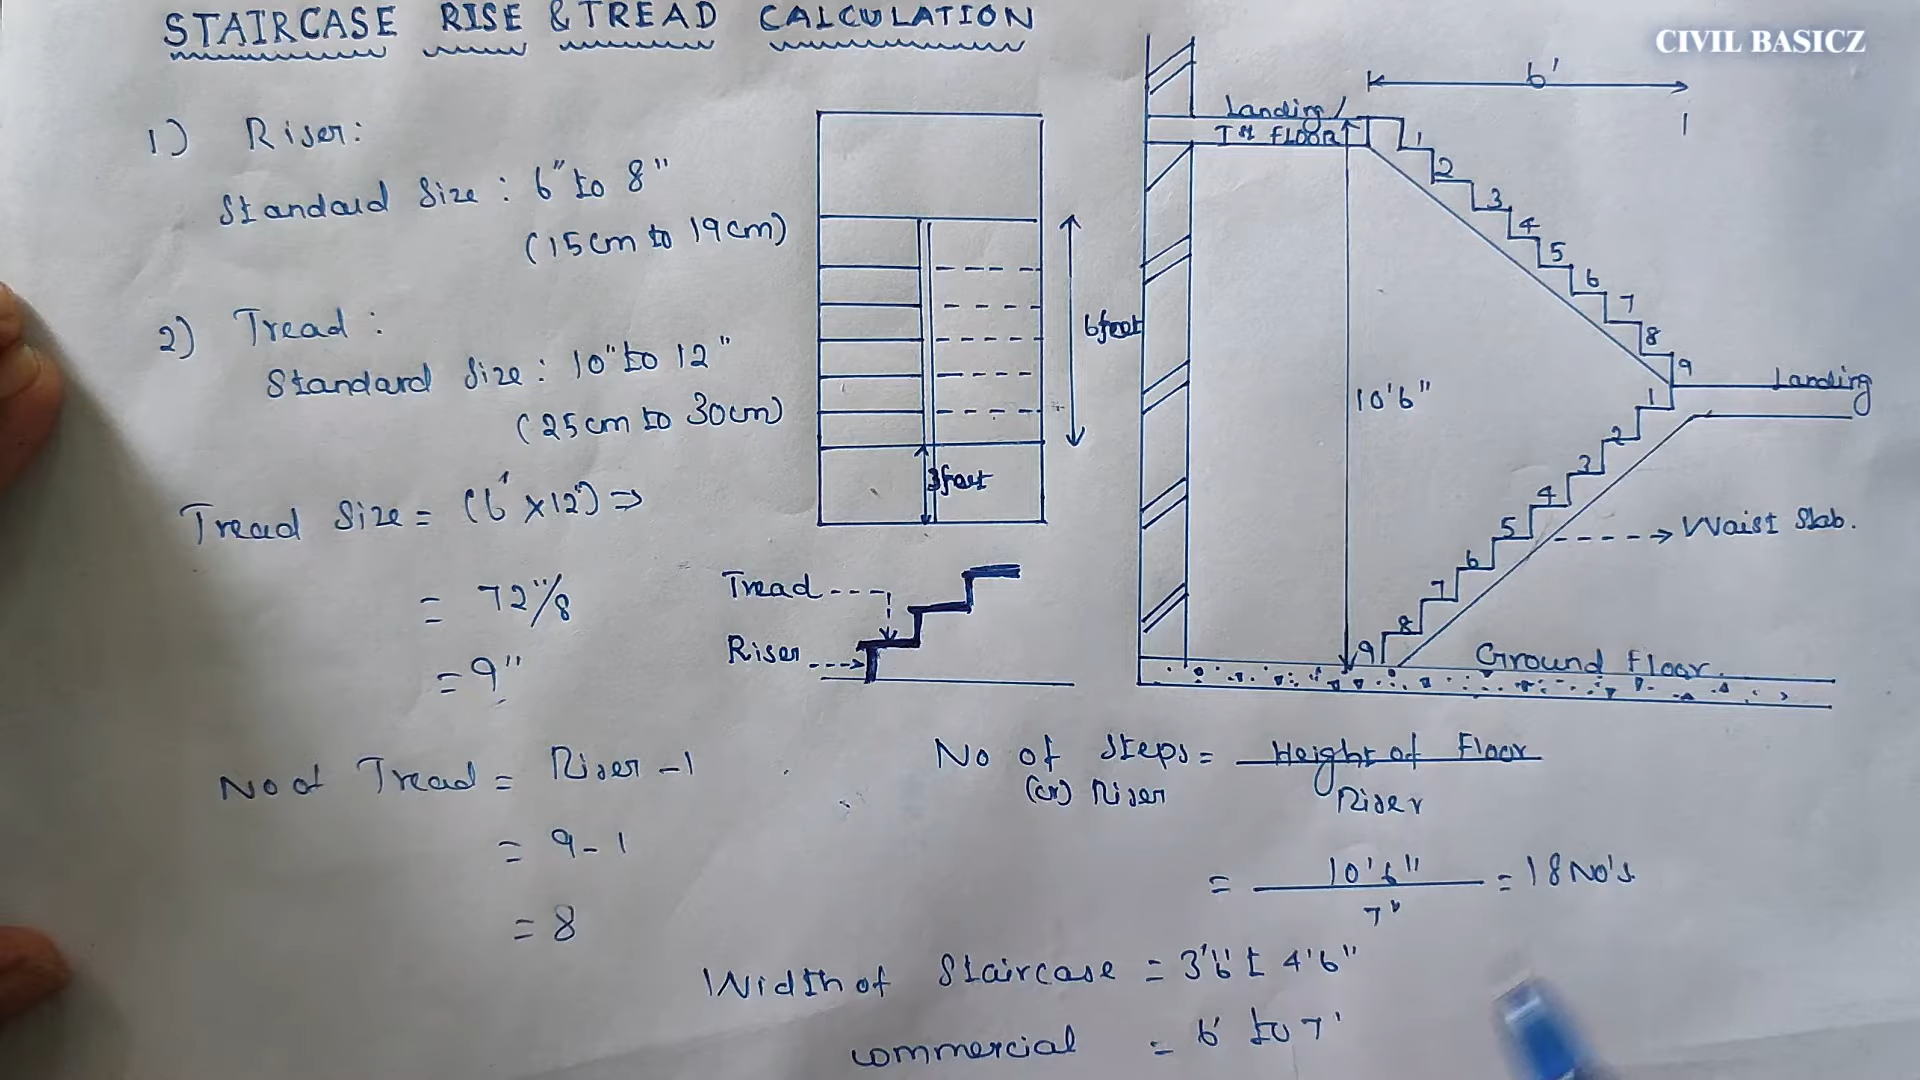 STAIRCASE RISE & TREAD CALCULATION
CIVIL BASICZ
1) Riser:
Standard Size : 6" to 8"
(15cm to 19cm)
2) Tread :
Standard Size : 10" to 12"
(25cm to 30cm)
Tread Size = (6' x 12") ⇒
= 72"/8
= 9"
No of Tread = Riser - 1
= 9 - 1
= 8
6 feet
3 feet
Tread
Riser
6'
Landing /
Ist FLOOR
1
2
3
4
5
6
7
8
9
Landing
10'6"
1
2
3
4
5
6
7
8
9
Waist Slab.
Ground Floor.
No of Steps = Height of Floor
(or) Riser Riser
= 10'6" = 18 No's
7"
Width of Staircase = 3'6" t 4'6"
commercial = 6' to 7'